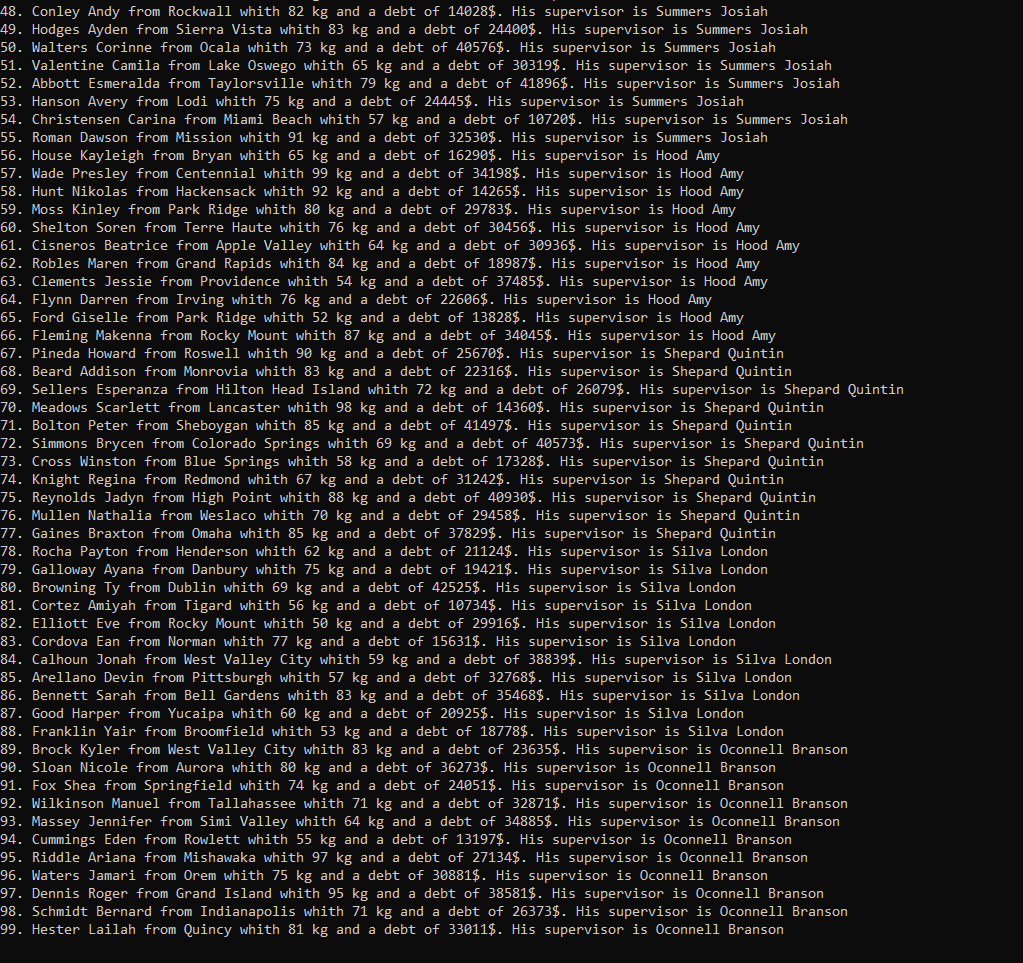 48. Conley Andy from Rockwall whith 82 kg and a debt of 14028$. His supervisor is Summers Josiah
49. Hodges Ayden from Sierra Vista whith 83 kg and a debt of 24400$. His supervisor is Summers Josiah
50. Walters Corinne from Ocala whith 73 kg and a debt of 40576$. His supervisor is Summers Josiah
51. Valentine Camila from Lake Oswego whith 65 kg and a debt of 30319$. His supervisor is Summers Josiah
52. Abbott Esmeralda from Taylorsville whith 79 kg and a debt of 41896$. His supervisor is Summers Josiah
53. Hanson Avery from Lodi whith 75 kg and a debt of 24445$. His supervisor is Summers Josiah
54. Christensen Carina from Miami Beach whith 57 kg and a debt of 10720$. His supervisor is Summers Josiah
55. Roman Dawson from Mission whith 91 kg and a debt of 32530$. His supervisor is Summers Josiah
56. House Kayleigh from Bryan whith 65 kg and a debt of 16290$. His supervisor is Hood Amy
57. Wade Presley from Centennial whith 99 kg and a debt of 34198$. His supervisor is Hood Amy
58. Hunt Nikolas from Hackensack whith 92 kg and a debt of 14265$. His supervisor is Hood Amy
59. Moss Kinley from Park Ridge whith 80 kg and a debt of 29783$. His supervisor is Hood Amy
60. Shelton Soren from Terre Haute whith 76 kg and a debt of 30456$. His supervisor is Hood Amy
61. Cisneros Beatrice from Apple Valley whith 64 kg and a debt of 30936$. His supervisor is Hood Amy
62. Robles Maren from Grand Rapids whith 84 kg and a debt of 18987$. His supervisor is Hood Amy
63. Clements Jessie from Providence whith 54 kg and a debt of 37485$. His supervisor is Hood Amy
64. Flynn Darren from Irving whith 76 kg and a debt of 22606$. His supervisor is Hood Amy
65. Ford Giselle from Park Ridge whith 52 kg and a debt of 13828$. His supervisor is Hood Amy
66. Fleming Makenna from Rocky Mount whith 87 kg and a debt of 34045$. His supervisor is Hood Amy
67. Pineda Howard from Roswell whith 90 kg and a debt of 25670$. His supervisor is Shepard Quintin
68. Beard Addison from Monrovia whith 83 kg and a debt of 22316$. His supervisor is Shepard Quintin
69. Sellers Esperanza from Hilton Head Island whith 72 kg and a debt of 26079$. His supervisor is Shepard Quintin
70. Meadows Scarlett from Lancaster whith 98 kg and a debt of 14360$. His supervisor is Shepard Quintin
71. Bolton Peter from Sheboygan whith 85 kg and a debt of 41497$. His supervisor is Shepard Quintin
72. Simmons Brycen from Colorado Springs whith 69 kg and a debt of 40573$. His supervisor is Shepard Quintin
73. Cross Winston from Blue Springs whith 58 kg and a debt of 17328$. His supervisor is Shepard Quintin
74. Knight Regina from Redmond whith 67 kg and a debt of 31242$. His supervisor is Shepard Quintin
75. Reynolds Jadyn from High Point whith 88 kg and a debt of 40930$. His supervisor is Shepard Quintin
76. Mullen Nathalia from Weslaco whith 70 kg and a debt of 29458$. His supervisor is Shepard Quintin
77. Gaines Braxton from Omaha whith 85 kg and a debt of 37829$. His supervisor is Shepard Quintin
78. Rocha Payton from Henderson whith 62 kg and a debt of 21124$. His supervisor is Silva London
79. Galloway Ayana from Danbury whith 75 kg and a debt of 19421$. His supervisor is Silva London
80. Browning Ty from Dublin whith 69 kg and a debt of 42525$. His supervisor is Silva London
81. Cortez Amiyah from Tigard whith 56 kg and a debt of 10734$. His supervisor is Silva London
82. Elliott Eve from Rocky Mount whith 50 kg and a debt of 29916$. His supervisor is Silva London
83. Cordova Ean from Norman whith 77 kg and a debt of 15631$. His supervisor is Silva London
84. Calhoun Jonah from West Valley City whith 59 kg and a debt of 38839$. His supervisor is Silva London
85. Arellano Devin from Pittsburgh whith 57 kg and a debt of 32768$. His supervisor is Silva London
86. Bennett Sarah from Bell Gardens whith 83 kg and a debt of 35468$. His supervisor is Silva London
87. Good Harper from Yucaipa whith 60 kg and a debt of 20925$. His supervisor is Silva London
88. Franklin Yair from Broomfield whith 53 kg and a debt of 18778$. His supervisor is Silva London
89. Brock Kyler from West Valley City whith 83 kg and a debt of 23635$. His supervisor is Oconnell Branson
90. Sloan Nicole from Aurora whith 80 kg and a debt of 36273$. His supervisor is Oconnell Branson
91. Fox Shea from Springfield whith 74 kg and a debt of 24051$. His supervisor is Oconnell Branson
92. Wilkinson Manuel from Tallahassee whith 71 kg and a debt of 32871$. His supervisor is Oconnell Branson
93. Massey Jennifer from Simi Valley whith 64 kg and a debt of 34885$. His supervisor is Oconnell Branson
94. Cummings Eden from Rowlett whith 55 kg and a debt of 13197$. His supervisor is Oconnell Branson
95. Riddle Ariana from Mishawaka whith 97 kg and a debt of 27134$. His supervisor is Oconnell Branson
96. Waters Jamari from Orem whith 75 kg and a debt of 30881$. His supervisor is Oconnell Branson
97. Dennis Roger from Grand Island whith 95 kg and a debt of 38581$. His supervisor is Oconnell Branson
98. Schmidt Bernard from Indianapolis whith 71 kg and a debt of 26373$. His supervisor is Oconnell Branson
99. Hester Lailah from Quincy whith 81 kg and a debt of 33011$. His supervisor is Oconnell Branson